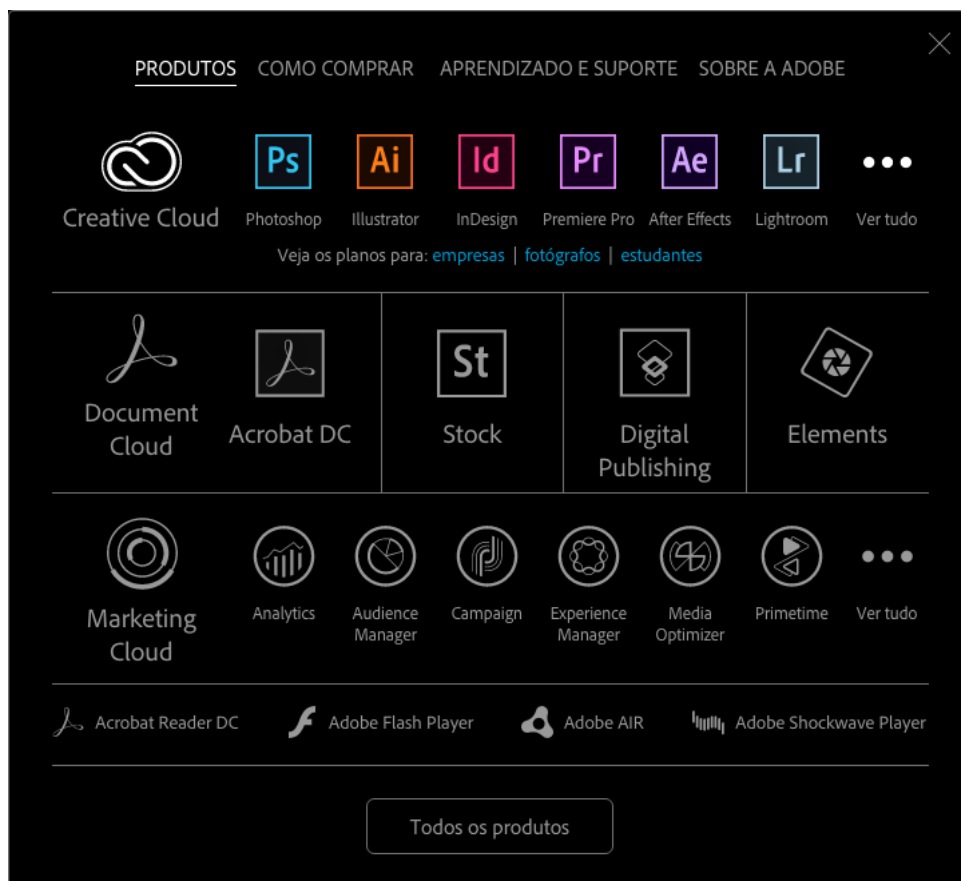 PRODUTOS COMO COMPRAR APRENDIZADO E SUPORTE SOBRE A ADOBE
Ps Ai Id Pr Ae Lr
Creative Cloud Photoshop Illustrator InDesign Premiere Pro After Effects Lightroom Ver tudo
Veja os planos para: empresas | fotógrafos | estudantes
St
Document
Cloud
Acrobat DC
Stock
Digital
Publishing
Elements
Marketing
Cloud
Analytics
Audience
Manager
Campaign
Experience
Manager
Media
Optimizer
Primetime
Ver tudo
Acrobat Reader DC Adobe Flash Player Adobe AIR Adobe Shockwave Player
Todos os produtos